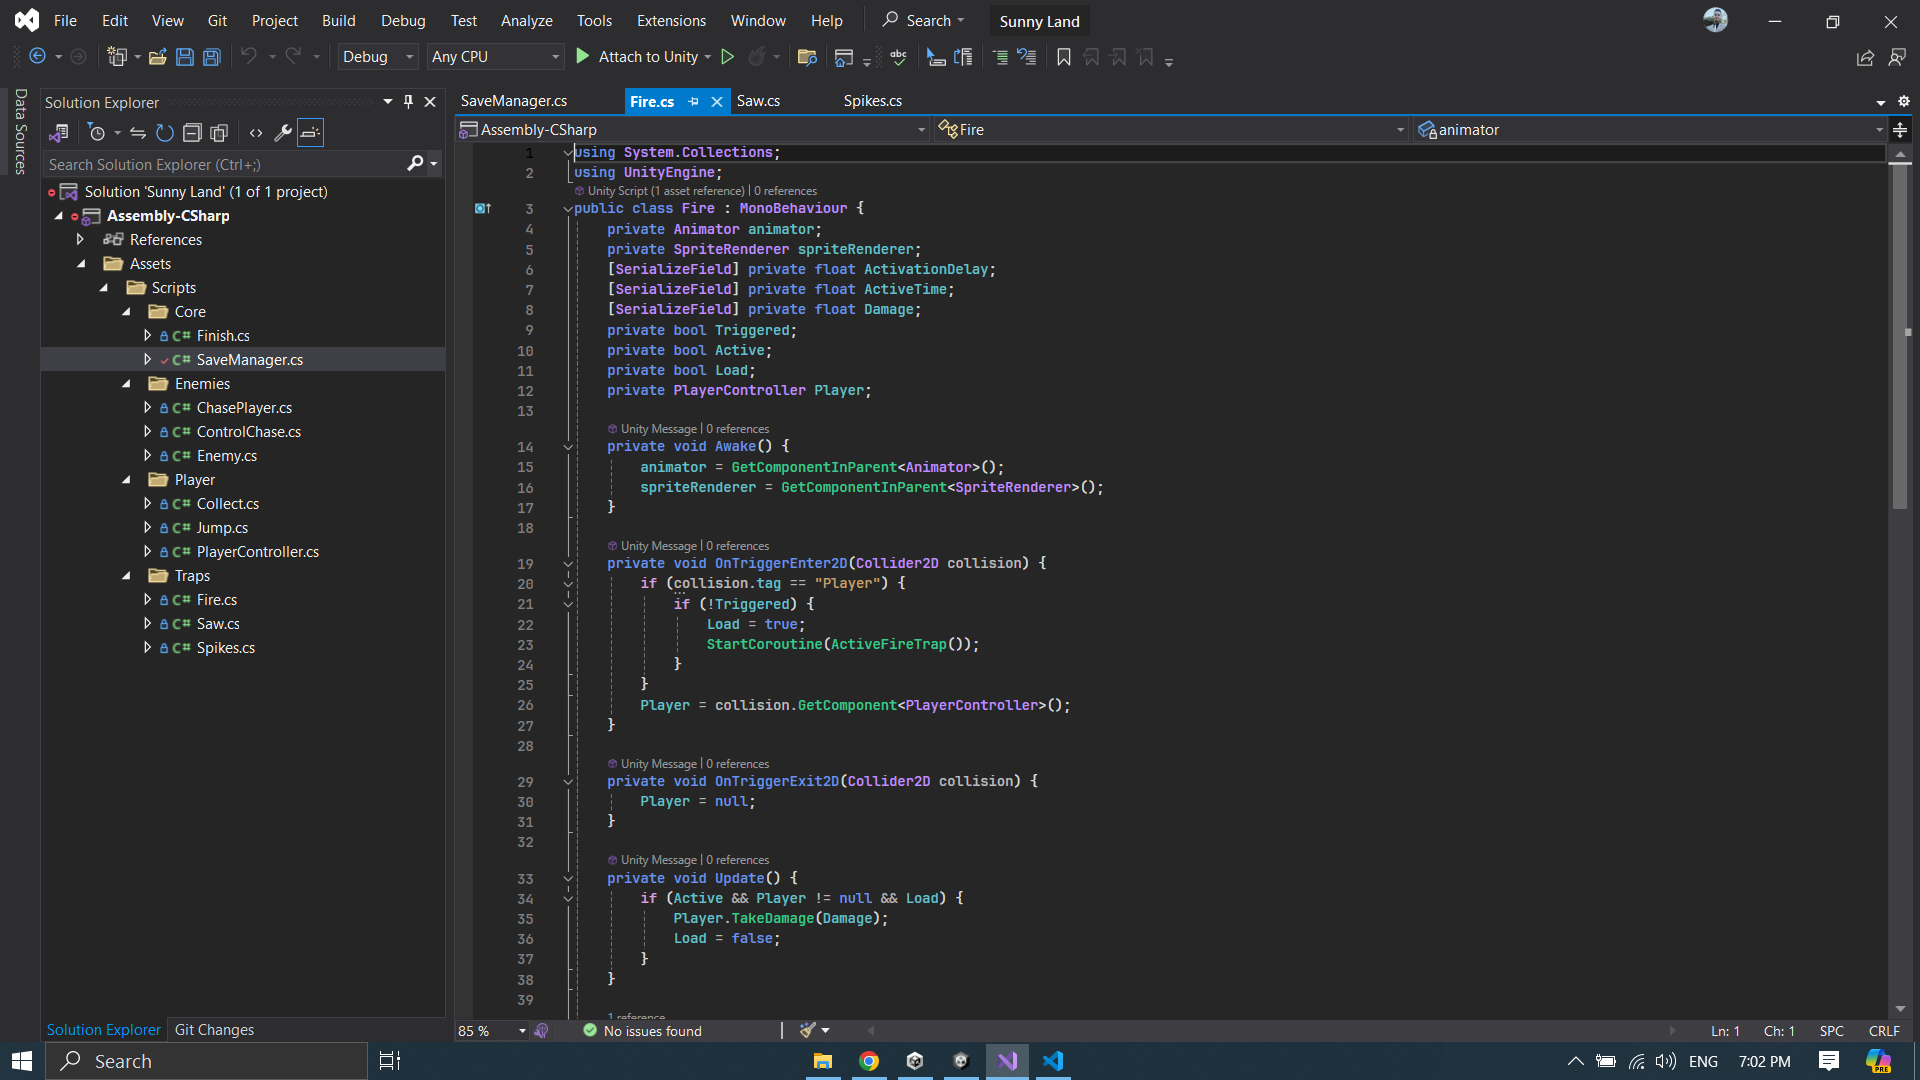 File Edit View Git Project Build Debug Test Analyze Tools Extensions Window Help Search Sunny Land
Debug Any CPU Attach to Unity abc
Data Sources
Solution Explorer
Search Solution Explorer (Ctrl+;)
Solution 'Sunny Land' (1 of 1 project)
Assembly-CSharp
References
Assets
Scripts
Core
C# Finish.cs
C# SaveManager.cs
Enemies
C# ChasePlayer.cs
C# ControlChase.cs
C# Enemy.cs
Player
C# Collect.cs
C# Jump.cs
C# PlayerController.cs
Traps
C# Fire.cs
C# Saw.cs
C# Spikes.cs
Solution Explorer Git Changes
SaveManager.cs Fire.cs Saw.cs Spikes.cs
Assembly-CSharp Fire animator
1 using System.Collections;
2 using UnityEngine;
Unity Script (1 asset reference) | 0 references
3 public class Fire : MonoBehaviour {
4 private Animator animator;
5 private SpriteRenderer spriteRenderer;
6 [SerializeField] private float ActivationDelay;
7 [SerializeField] private float ActiveTime;
8 [SerializeField] private float Damage;
9 private bool Triggered;
10 private bool Active;
11 private bool Load;
12 private PlayerController Player;
13
Unity Message | 0 references
14 private void Awake() {
15 animator = GetComponentInParent<Animator>();
16 spriteRenderer = GetComponentInParent<SpriteRenderer>();
17 }
18
Unity Message | 0 references
19 private void OnTriggerEnter2D(Collider2D collision) {
20 if (collision.tag == "Player") {
21 if (!Triggered) {
22 Load = true;
23 StartCoroutine(ActiveFireTrap());
24 }
25 }
26 Player = collision.GetComponent<PlayerController>();
27 }
28
Unity Message | 0 references
29 private void OnTriggerExit2D(Collider2D collision) {
30 Player = null;
31 }
32
Unity Message | 0 references
33 private void Update() {
34 if (Active && Player != null && Load) {
35 Player.TakeDamage(Damage);
36 Load = false;
37 }
38 }
39
1 reference
85 % No issues found Ln: 1 Ch: 1 SPC CRLF
Search ENG 7:02 PM PRE